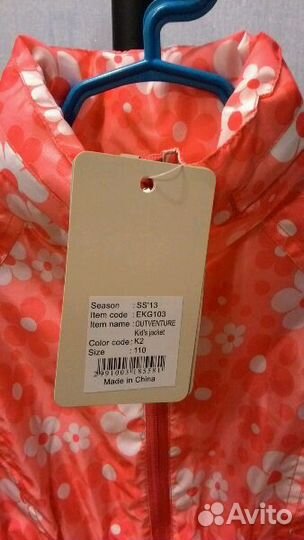 Season : SS'13
Item code : EKG103
Item name : OUTVENTURE
Kid's jacket
Color code : K2
Size : 110
2991003185581
Made in China
Avito